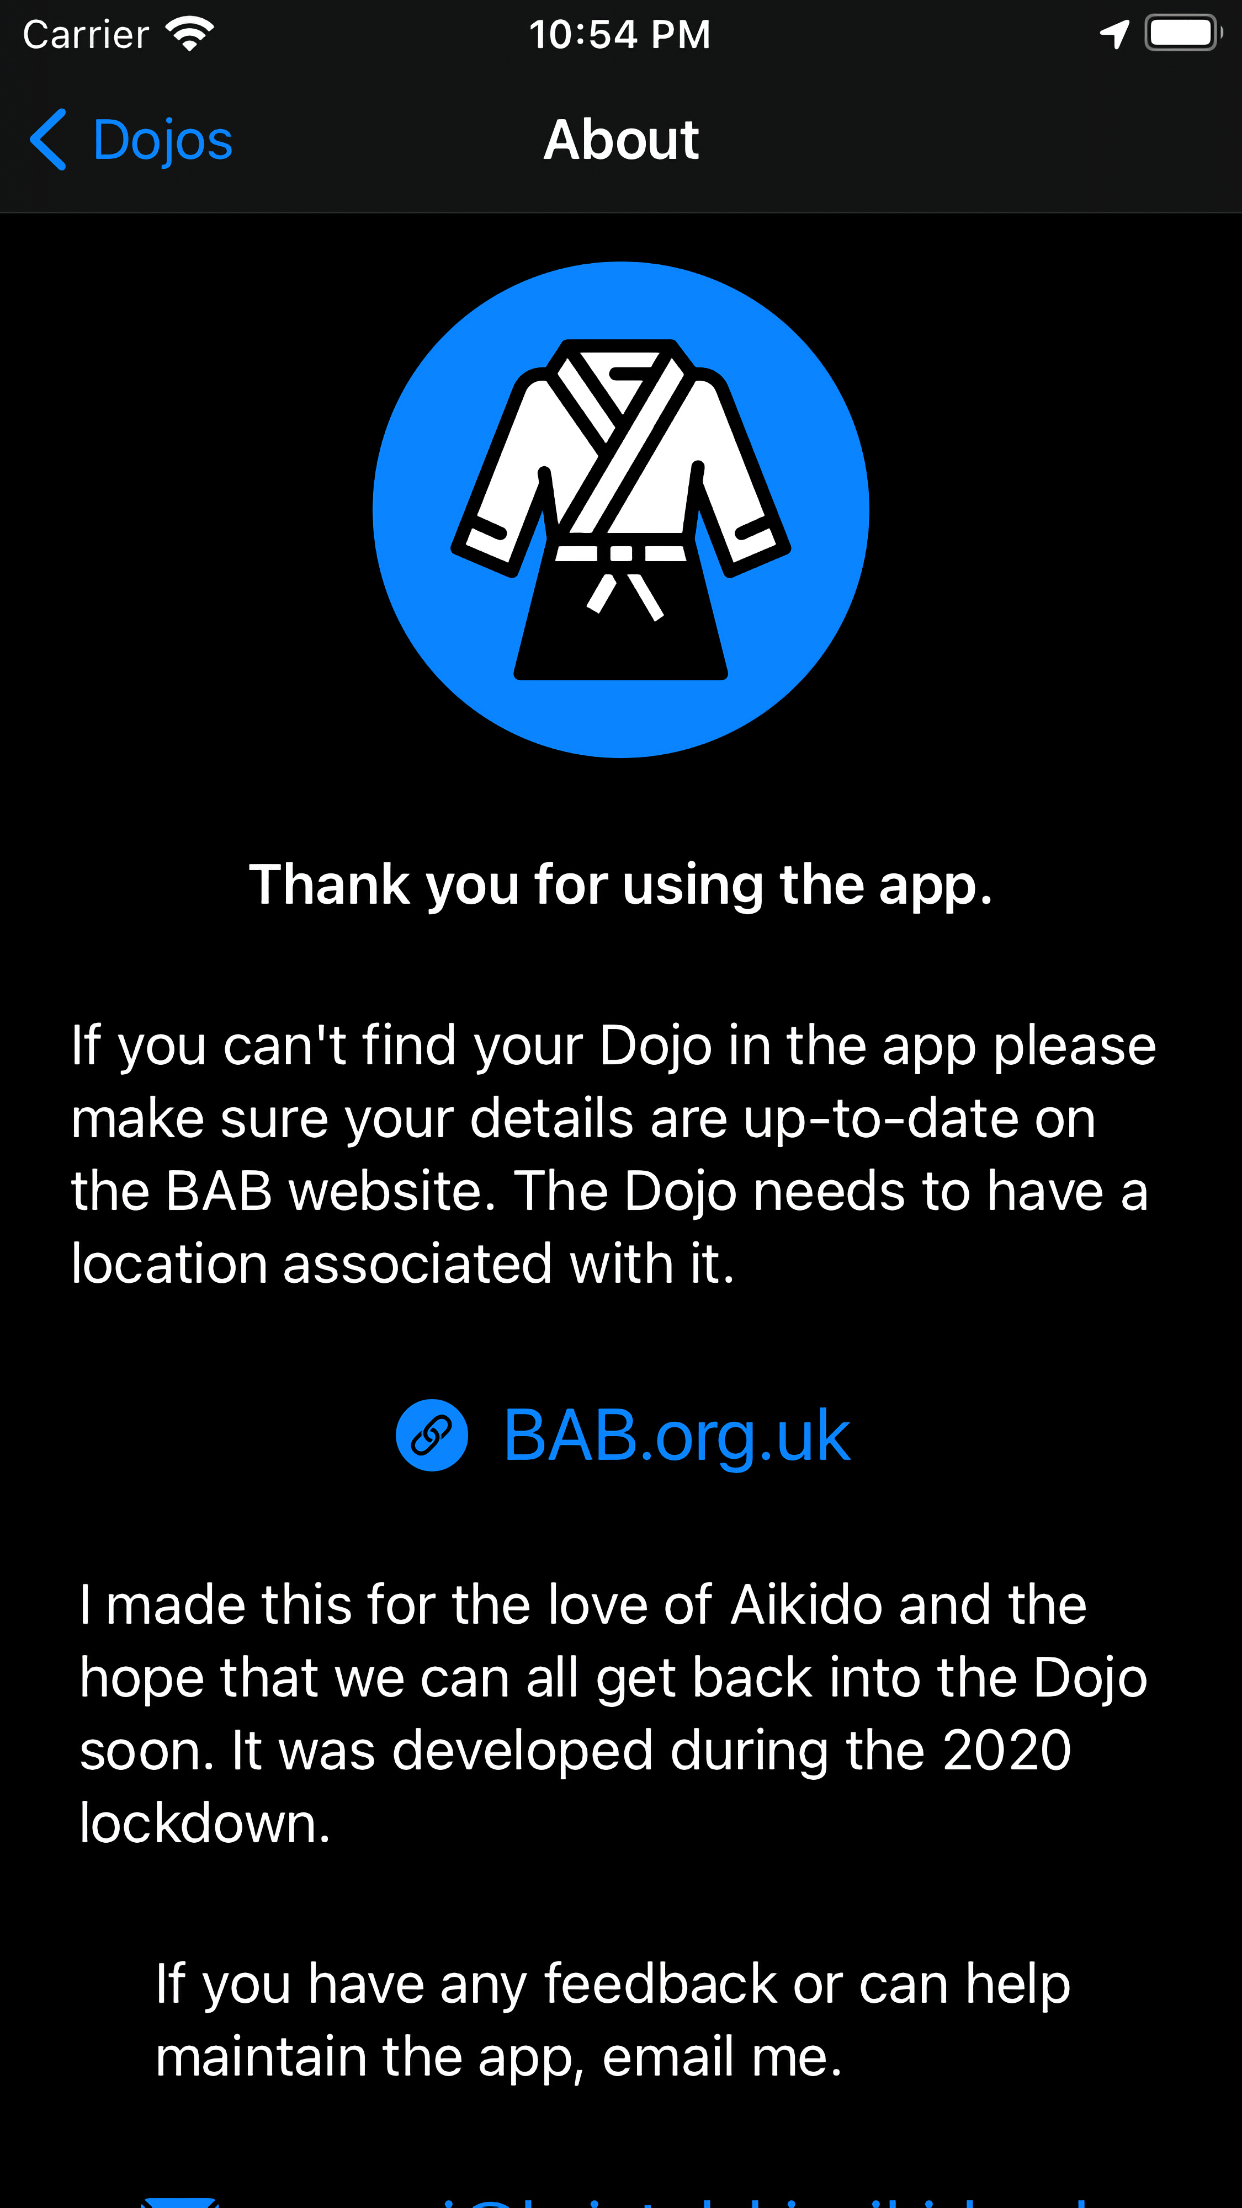 Carrier 10:54 PM
Dojos About
Thank you for using the app.
If you can't find your Dojo in the app please
make sure your details are up-to-date on
the BAB website. The Dojo needs to have a
location associated with it.
BAB.org.uk
I made this for the love of Aikido and the
hope that we can all get back into the Dojo
soon. It was developed during the 2020
lockdown.
If you have any feedback or can help
maintain the app, email me.